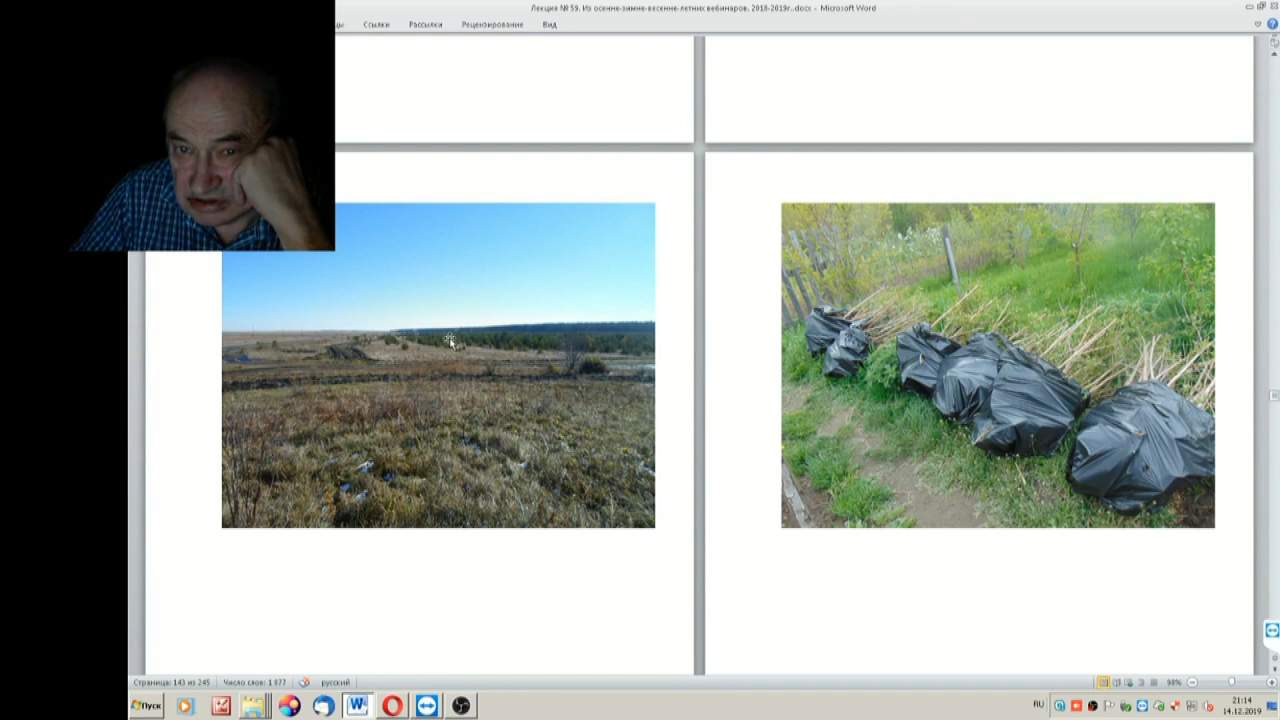 Лекция № 59. Из осенне-зимне-весенне-летних вебинаров, 2018-2019г..docx - Microsoft Word
Ссылки Рассылки Рецензирование Вид
Страница: 143 из 245 Число слов: 1 877 русский 98%
Пуск RU 21:14
14.12.2019